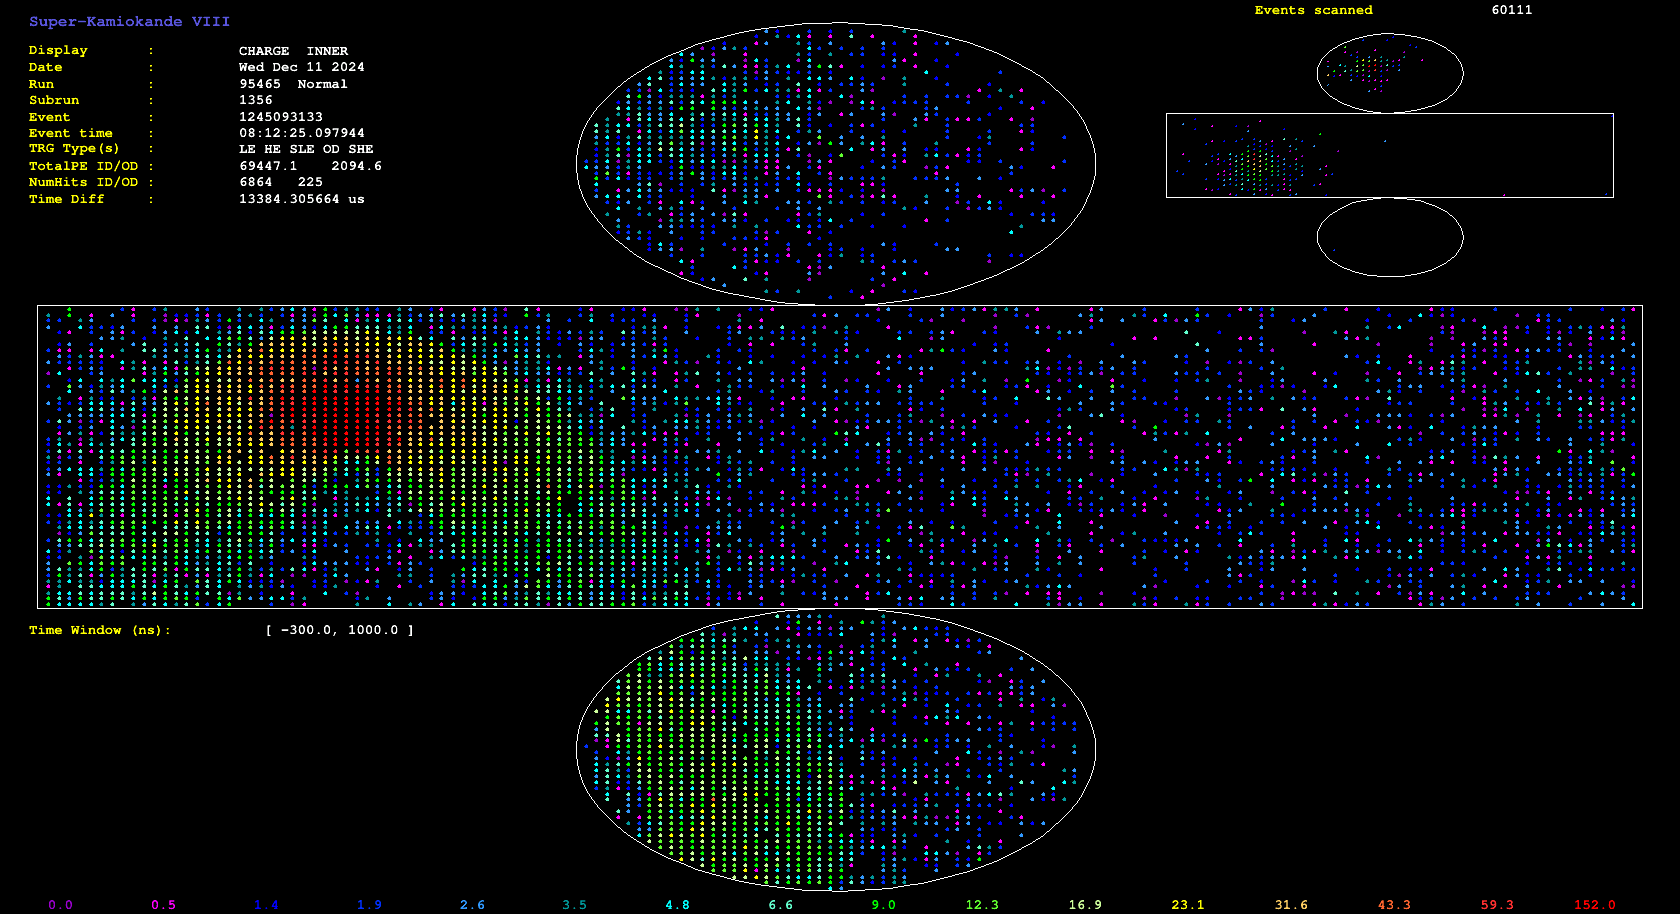 Super-Kamiokande VIII
Events scanned 60111
Display : CHARGE INNER
Date : Wed Dec 11 2024
Run : 95465 Normal
Subrun : 1356
Event : 1245093133
Event time : 08:12:25.097944
TRG Type(s) : LE HE SLE OD SHE
TotalPE ID/OD : 69447.1 2094.6
NumHits ID/OD : 6864 225
Time Diff : 13384.305664 us
Time Window (ns): [ -300.0, 1000.0 ]
0.0 0.5 1.4 1.9 2.6 3.5 4.8 6.6 9.0 12.3 16.9 23.1 31.6 43.3 59.3 152.0